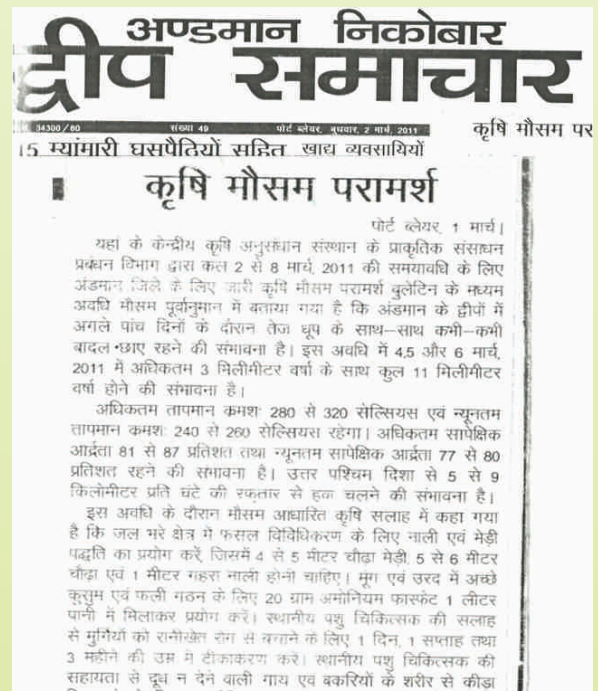 अण्डमान निकोबार
द्वीप समाचार
34300/80 संख्या 49 पोर्ट ब्लेयर, बुधवार, 2 मार्च, 2011
कृषि मौसम पर
15 म्यांमारी घुसपैठियों सहित खाद्य व्यवसायियों
कृषि मौसम परामर्श
पोर्ट ब्लेयर, 1 मार्च।
यहां के केन्द्रीय कृषि अनुसंधान संस्थान के प्राकृतिक संसाधन
प्रबंधन विभाग द्वारा कल 2 से 8 मार्च, 2011 की समयावधि के लिए
अंडमान जिले के लिए जारी कृषि मौसम परामर्श बुलेटिन के मध्यम
अवधि मौसम पूर्वानुमान में बताया गया है कि अंडमान के द्वीपों में
अगले पांच दिनों के दौरान तेज धूप के साथ—साथ कभी—कभी
बादल छाए रहने की संभावना है। इस अवधि में 4,5 और 6 मार्च,
2011 में अधिकतम 3 मिलीमीटर वर्षा के साथ कुल 11 मिलीमीटर
वर्षा होने की संभावना है।
अधिकतम तापमान कमशः 280 से 320 सेल्सियस एवं न्यूनतम
तापमान कमशः 240 से 260 सेल्सियस रहेगा। अधिकतम सापेक्षिक
आर्द्रता 81 से 87 प्रतिशत तथा न्यूनतम सापेक्षिक आर्द्रता 77 से 80
प्रतिशत रहने की संभावना है। उत्तर पश्चिम दिशा से 5 से 9
किलोमीटर प्रति घंटे की रफ्तार से हवा चलने की संभावना है।
इस अवधि के दौरान मौसम आधारित कृषि सलाह में कहा गया
है कि जल भरे क्षेत्र में फसल विविधिकरण के लिए नाली एवं मेड़ी
पद्धति का प्रयोग करें, जिसमें 4 से 5 मीटर चौढ़ा मेड़ी, 5 से 6 मीटर
चौढ़ा एवं 1 मीटर गहरा नाली होनी चाहिए। मूंग एवं उरद में अच्छे
कुसुम एवं फली गठन के लिए 20 ग्राम अमोनियम फास्फेट 1 लीटर
पानी में मिलाकर प्रयोग करें। स्थानीय पशु चिकित्सक की सलाह
से मुर्गियों को रानीखेत रोग से बचाने के लिए 1 दिन, 1 सप्ताह तथा
3 महीने की उम्र में टीकाकरण करें। स्थानीय पशु चिकित्सक की
सहायता से दूध न देने वाली गाय एवं बकरियों के शरीर से कीड़ा